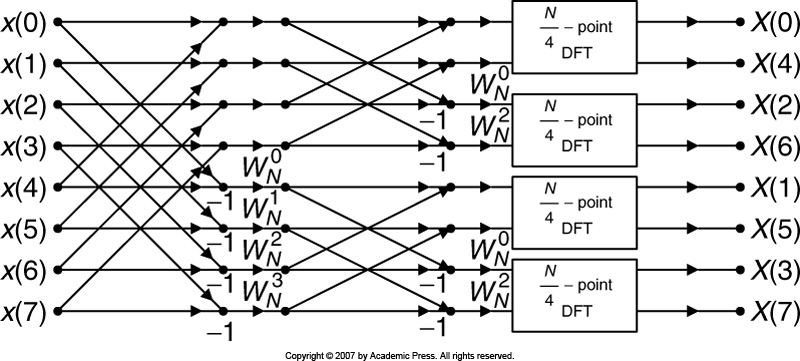 x(0) N/4 – point DFT X(0)
x(1) X(4)
W_N^0
x(2) –1 N/4 – point DFT X(2)
W_N^2
x(3) –1 X(6)
W_N^0
x(4) –1 N/4 – point DFT X(1)
W_N^1
x(5) –1 X(5)
W_N^2 W_N^0
x(6) –1 –1 N/4 – point DFT X(3)
W_N^3 W_N^2
x(7) –1 –1 X(7)
Copyright © 2007 by Academic Press. All rights reserved.